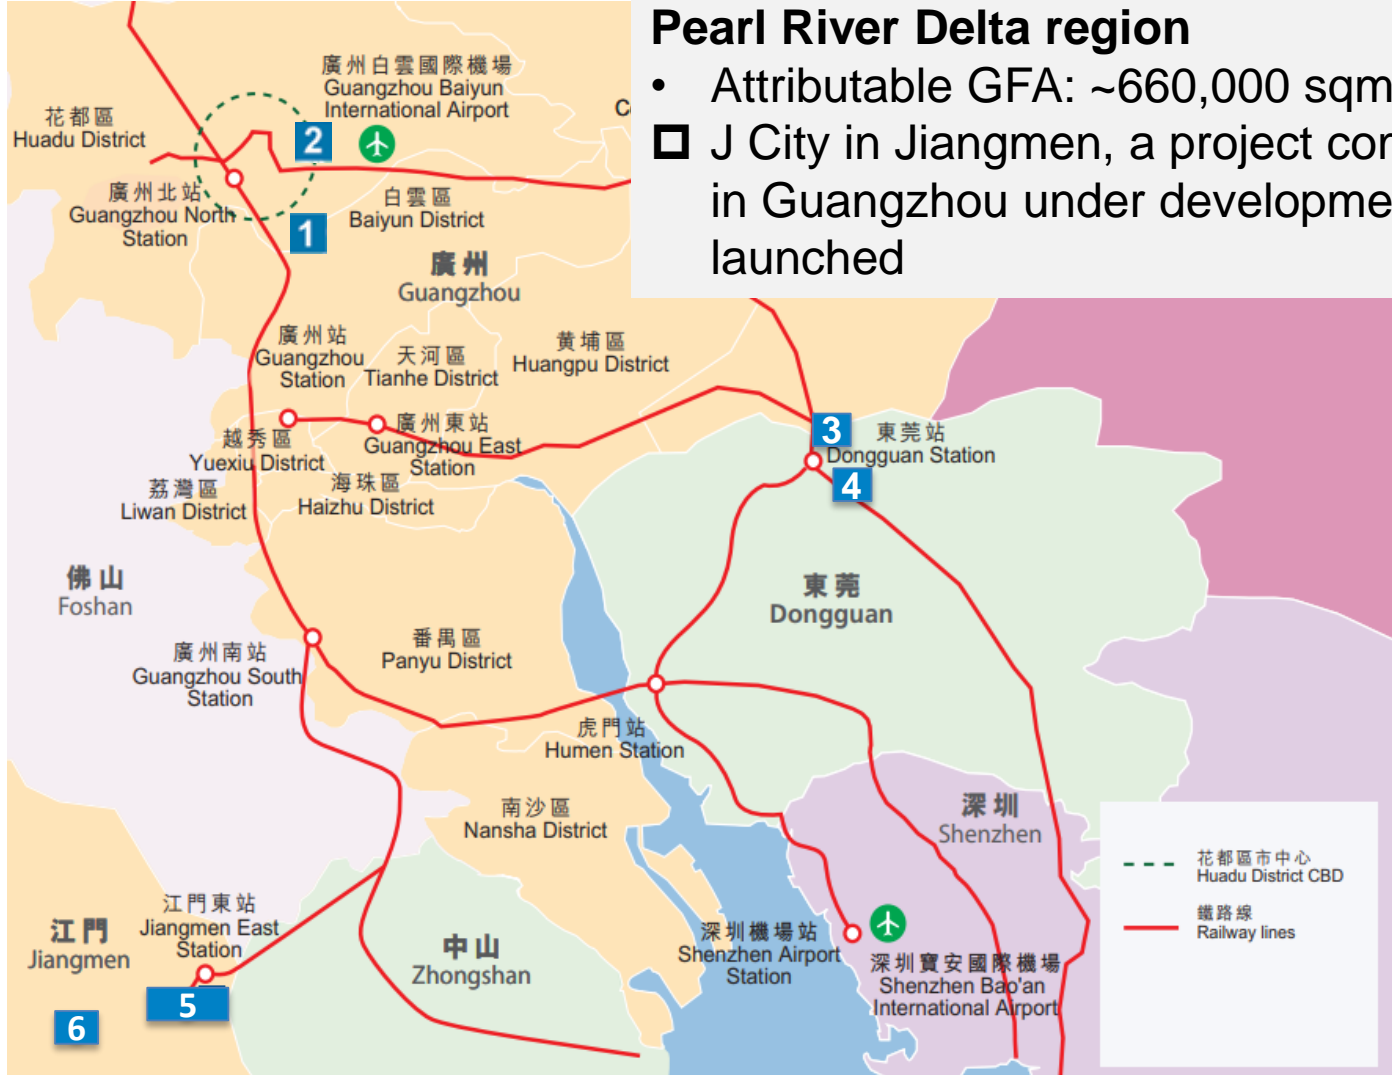 Pearl River Delta region
• Attributable GFA: ~660,000 sqm
J City in Jiangmen, a project
in Guangzhou under
launched
廣州白雲國際機場
Guangzhou Baiyun
International Airport
花都區
Huadu District
2
廣州北站
Guangzhou North
Station
白雲區
Baiyun District
1
廣州
Guangzhou
廣州站
Guangzhou
Station
天河區
Tianhe District
黄埔區
Huangpu District
越秀區
Yuexiu District
廣州東站
Guangzhou East
Station
3
東莞站
Dongguan Station
4
荔灣區
Liwan District
海珠區
Haizhu District
佛山
Foshan
東莞
Dongguan
廣州南站
Guangzhou South
Station
番禺區
Panyu District
虎門站
Humen Station
南沙區
Nansha District
深圳
Shenzhen
花都區市中心
Huadu District CBD
鐵路線
Railway lines
江門東站
Jiangmen East
Station
江門
Jiangmen
中山
Zhongshan
深圳機場站
Shenzhen Airport
Station
深圳寶安國際機場
Shenzhen Bao'an
International Airport
5
6